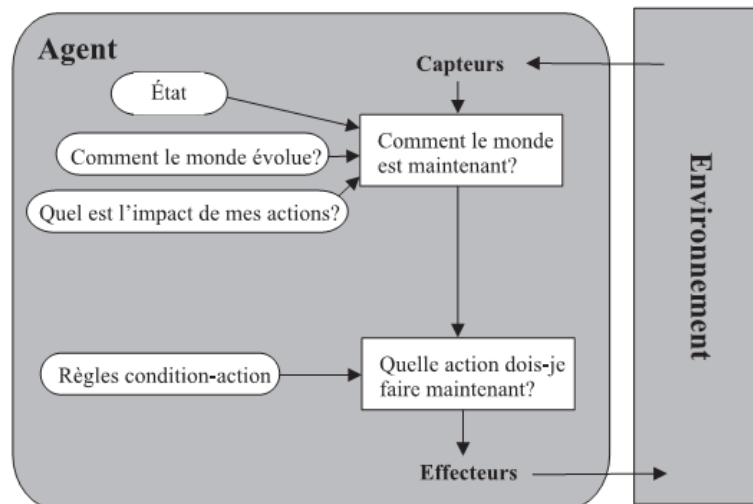 Agent
Capteurs
État
Comment le monde évolue?
Quel est l'impact de mes actions?
Comment le monde
est maintenant?
Règles condition-action
Quelle action dois-je
faire maintenant?
Effecteurs
Environnement